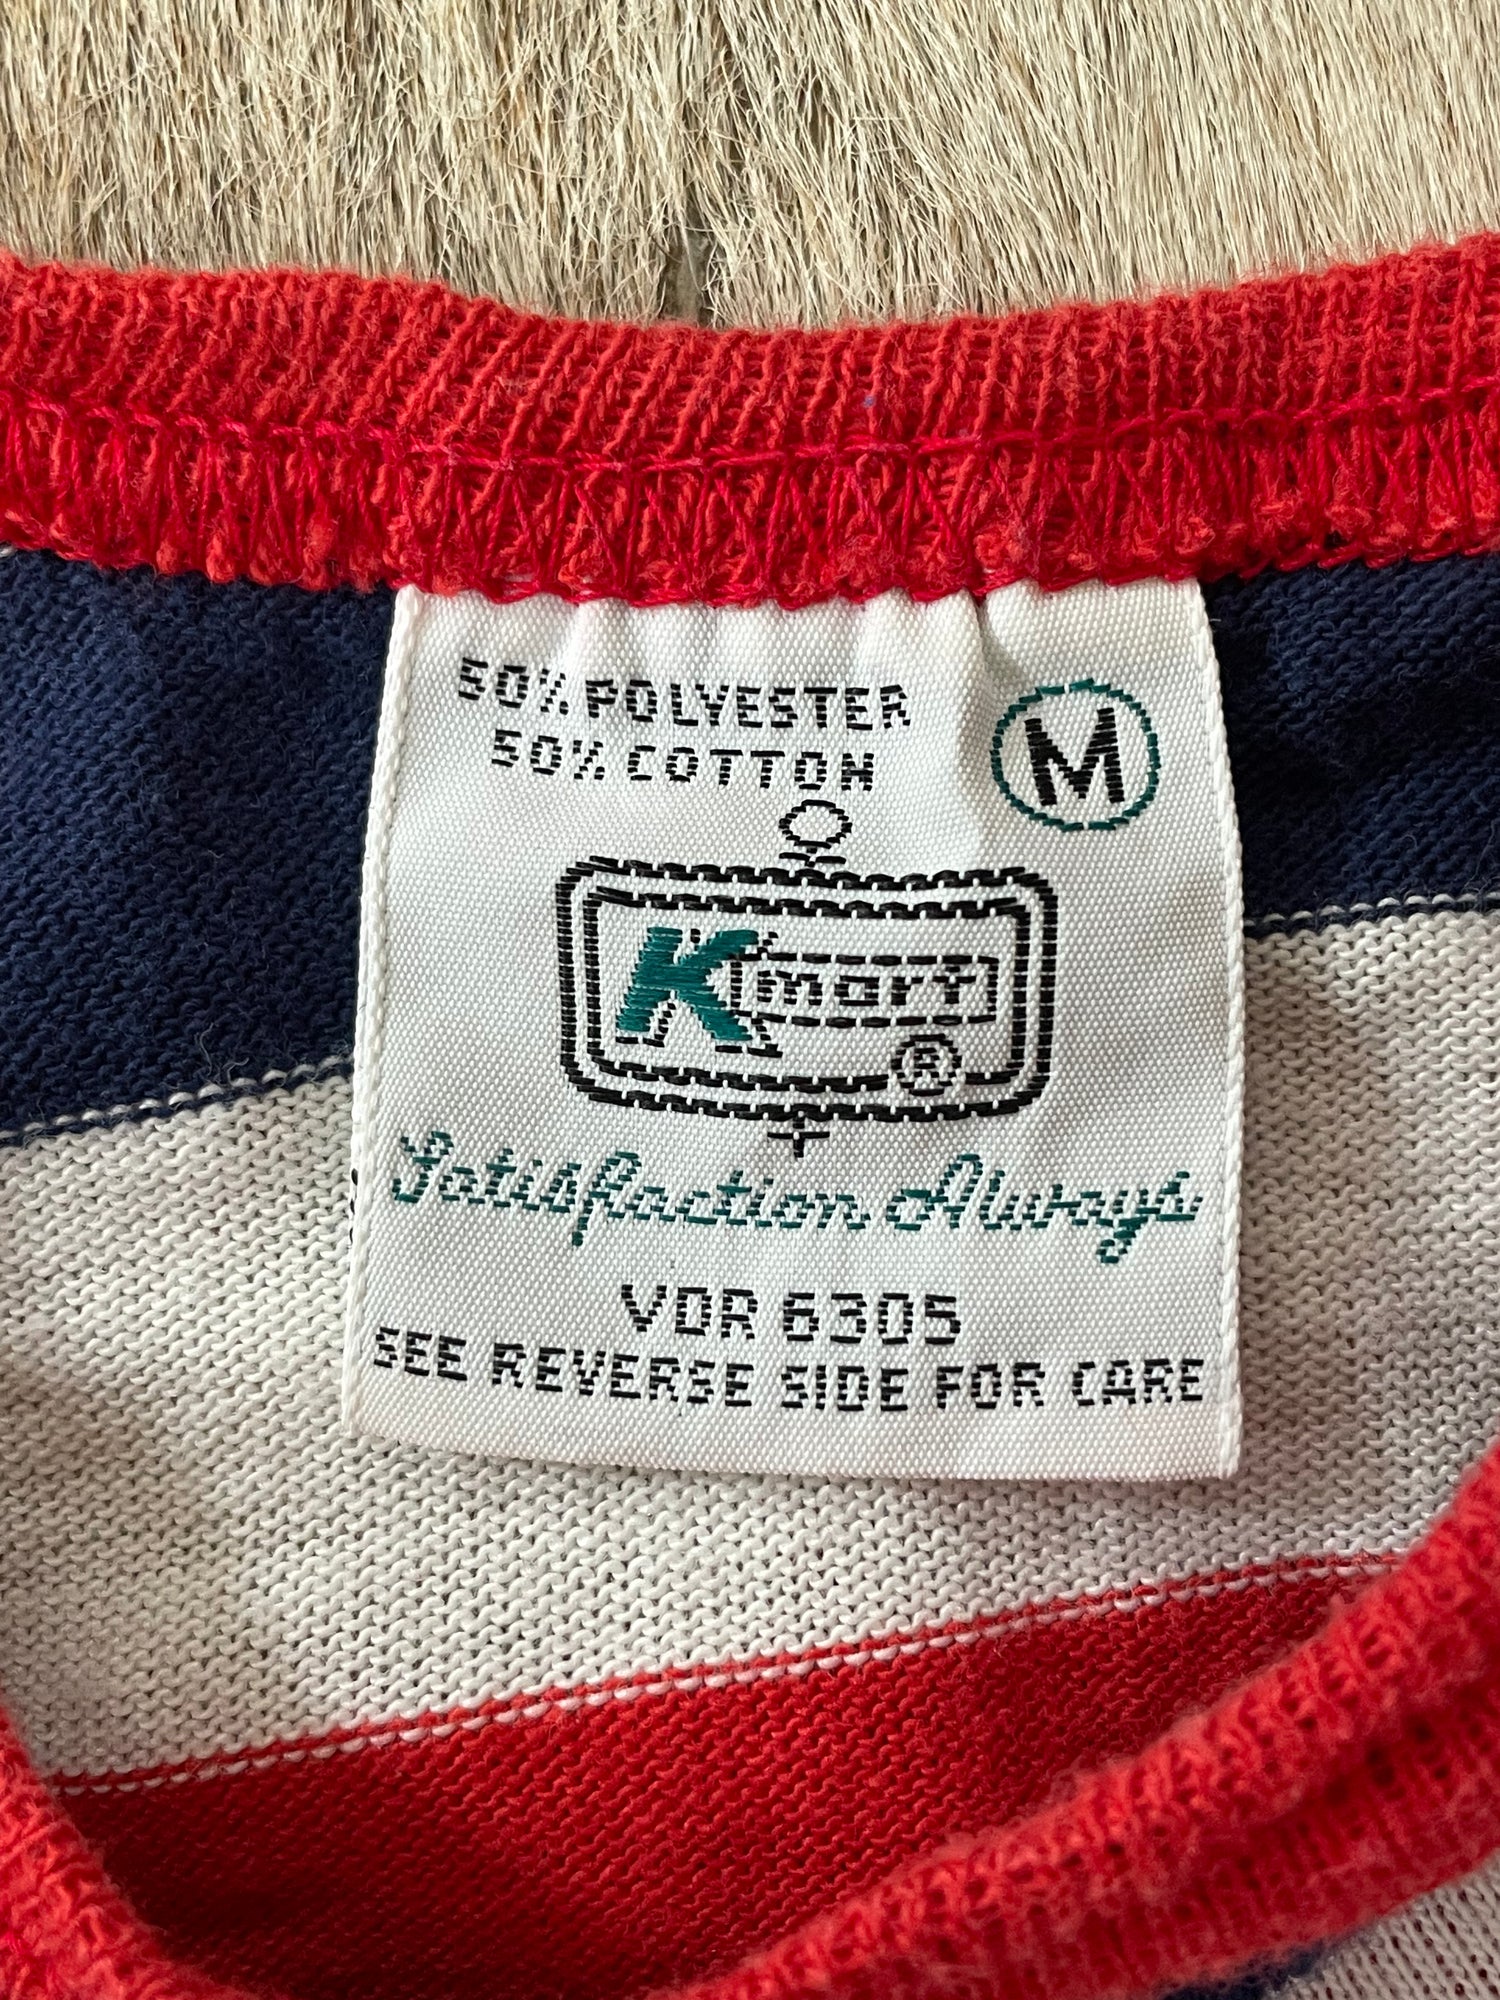 50% POLYESTER
50% COTTON
M
Kmart ®
Satisfaction Always
VDR 6305
SEE REVERSE SIDE FOR CARE